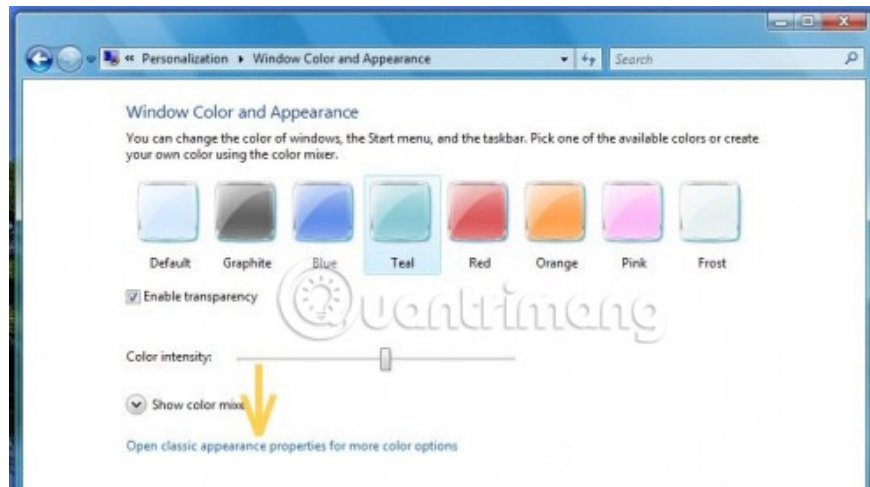 « Personalization ▸ Window Color and Appearance
Search
Window Color and Appearance
You can change the color of windows, the Start menu, and the taskbar. Pick one of the available colors or create
your own color using the color mixer.
Default Graphite Blue Teal Red Orange Pink Frost
Enable transparency
Quantrimang
Color intensity:
Show color mixer
Open classic appearance properties for more color options